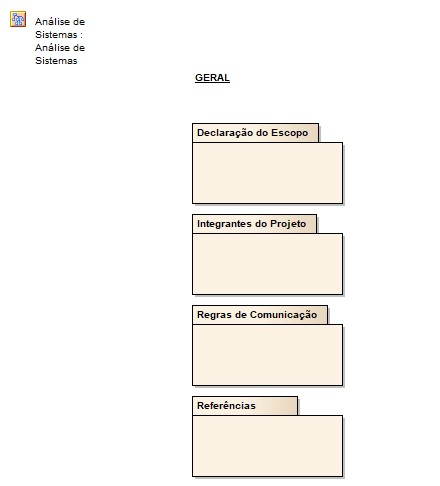 Análise de
Sistemas :
Análise de
Sistemas
GERAL
Declaração do Escopo
Integrantes do Projeto
Regras de Comunicação
Referências